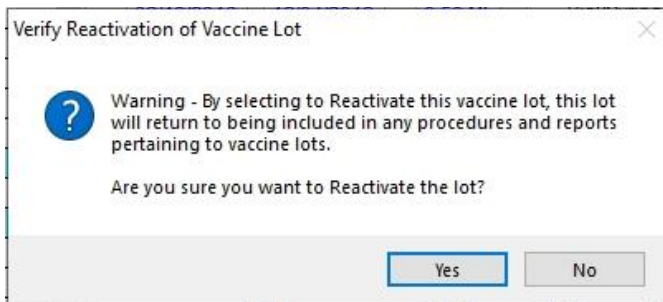 Verify Reactivation of Vaccine Lot
Warning - By selecting to Reactivate this vaccine lot, this lot
will return to being included in any procedures and reports
pertaining to vaccine lots.
Are you sure you want to Reactivate the lot?
Yes
No